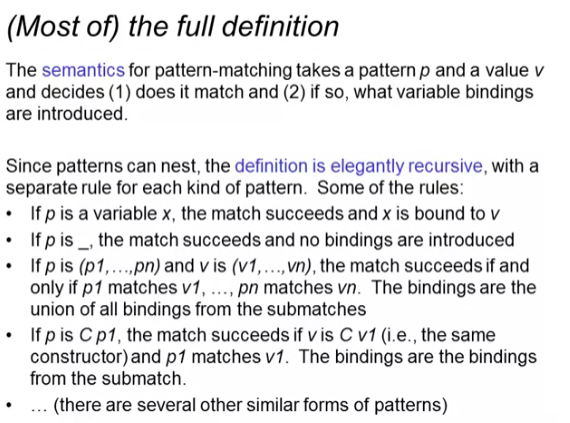 (Most of) the full definition
The semantics for pattern-matching takes a pattern p and a value v
and decides (1) does it match and (2) if so, what variable bindings
are introduced.
Since patterns can nest, the definition is elegantly recursive, with a
separate rule for each kind of pattern. Some of the rules:
• If p is a variable x, the match succeeds and x is bound to v
• If p is _, the match succeeds and no bindings are introduced
• If p is (p1,…,pn) and v is (v1,…,vn), the match succeeds if and
only if p1 matches v1, …, pn matches vn. The bindings are the
union of all bindings from the submatches
• If p is C p1, the match succeeds if v is C v1 (i.e., the same
constructor) and p1 matches v1. The bindings are the bindings
from the submatch.
• … (there are several other similar forms of patterns)